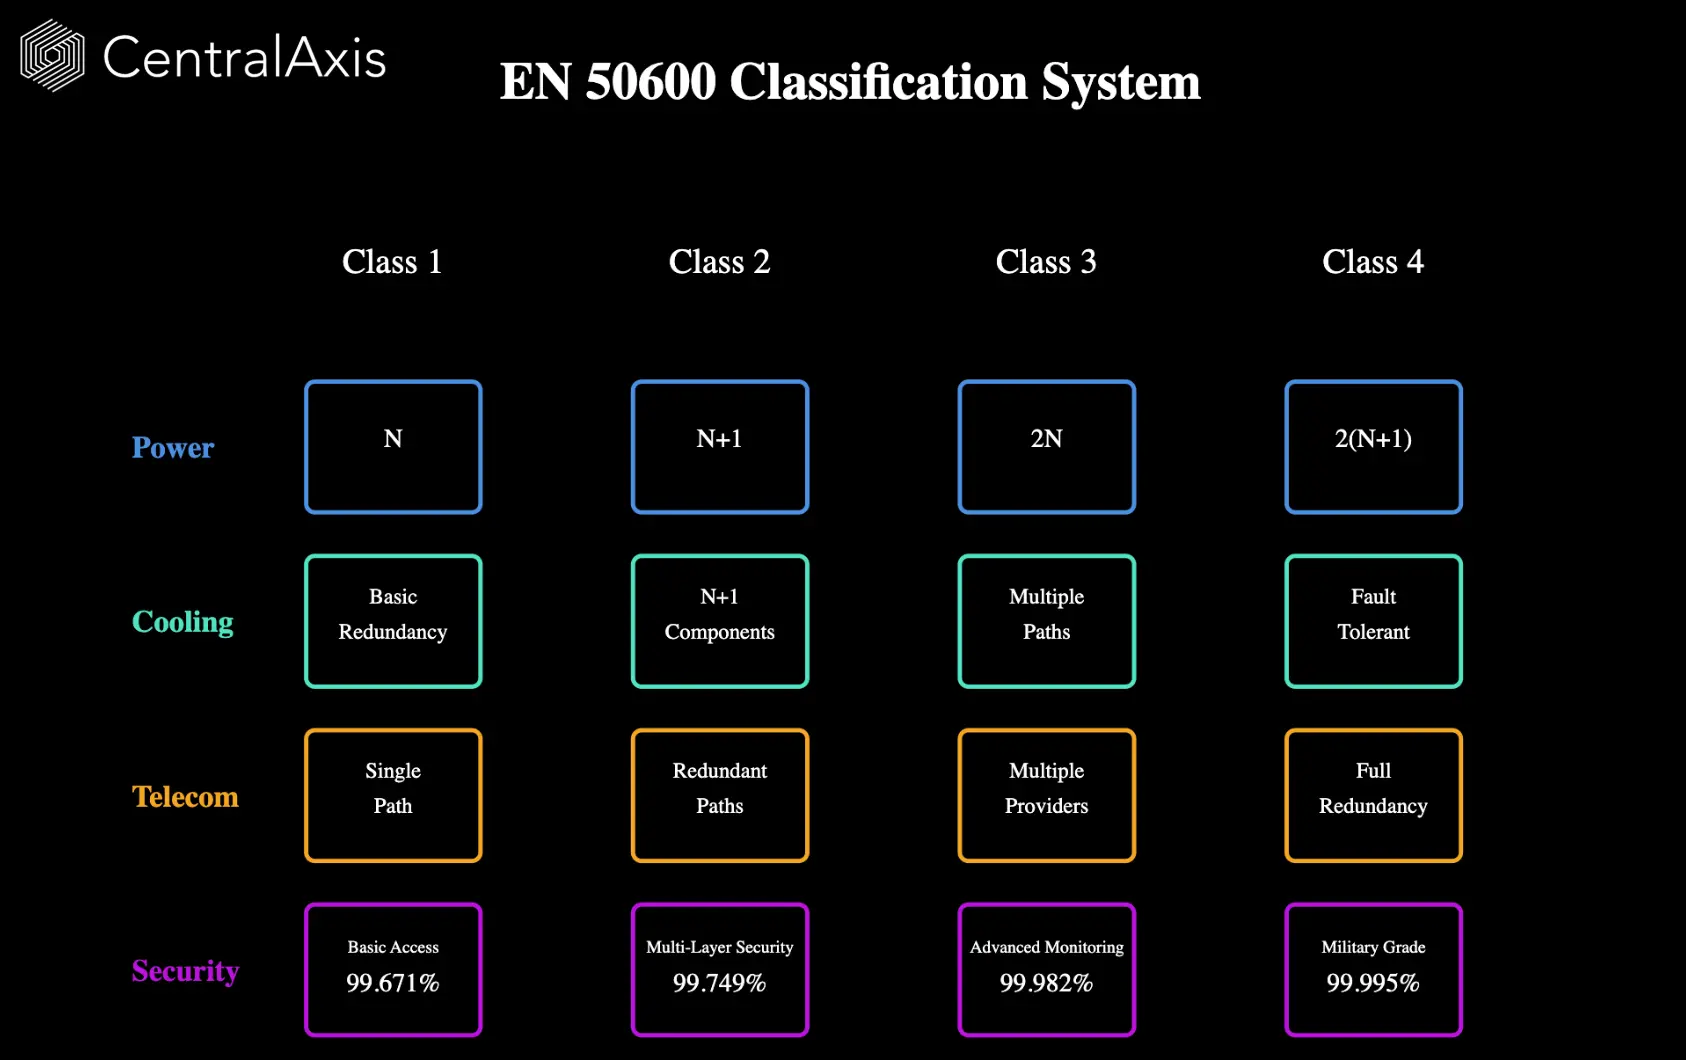 CentralAxis
EN 50600 Classification System
Class 1
Class 2
Class 3
Class 4
Power
N
N+1
2N
2(N+1)
Cooling
Basic
Redundancy
N+1
Components
Multiple
Paths
Fault
Tolerant
Telecom
Single
Path
Redundant
Paths
Multiple
Providers
Full
Redundancy
Security
Basic Access
99.671%
Multi-Layer Security
99.749%
Advanced Monitoring
99.982%
Military Grade
99.995%